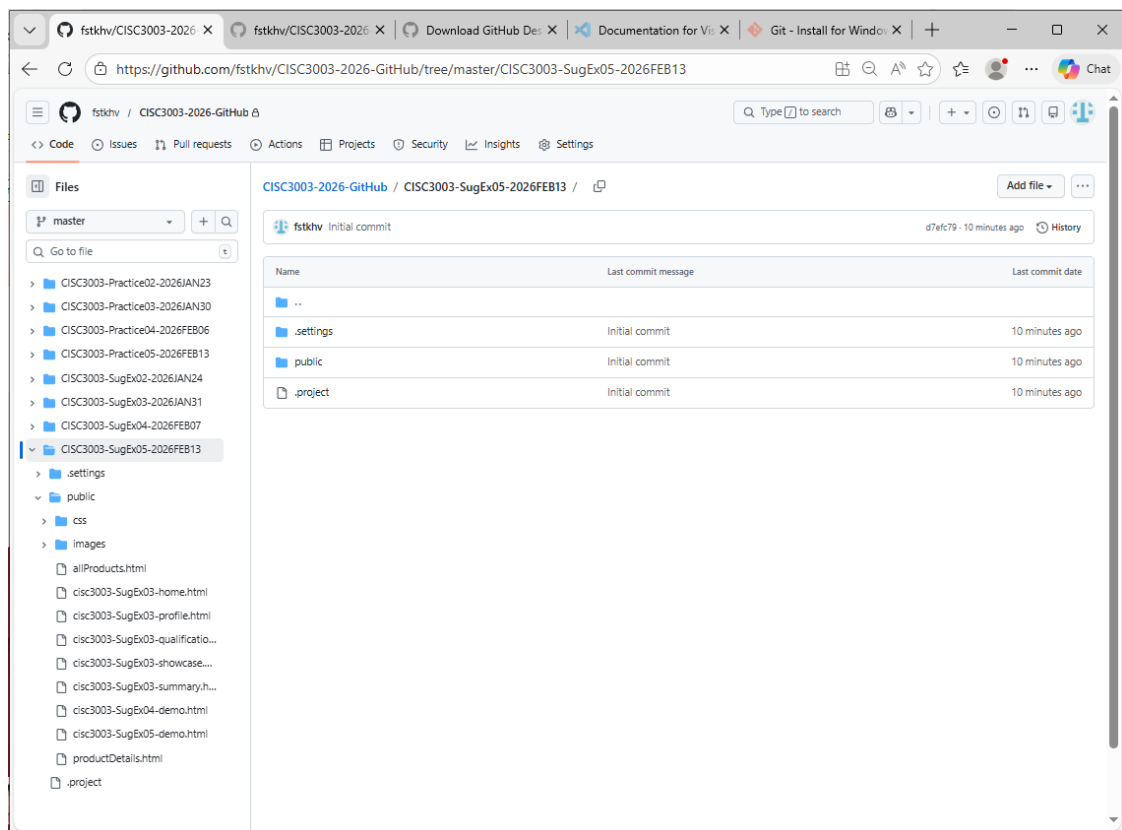 fstkhv/CISC3003-2026-
fstkhv/CISC3003-2026
Download GitHub Des
Documentation for Vis
Git - Install for Window
https://github.com/fstkhv/CISC3003-2026-GitHub/tree/master/CISC3003-SugEx05-2026FEB13
Chat
fstkhv / CISC3003-2026-GitHub
Type / to search
<> Code
Issues
Pull requests
Actions
Projects
Security
Insights
Settings
Files
master
Go to file
t
CISC3003-Practice02-2026JAN23
CISC3003-Practice03-2026JAN30
CISC3003-Practice04-2026FEB06
CISC3003-Practice05-2026FEB13
CISC3003-SugEx02-2026JAN24
CISC3003-SugEx03-2026JAN31
CISC3003-SugEx04-2026FEB07
CISC3003-SugEx05-2026FEB13
.settings
public
css
images
allProducts.html
cisc3003-SugEx03-home.html
cisc3003-SugEx03-profile.html
cisc3003-SugEx03-qualificatio...
cisc3003-SugEx03-showcase....
cisc3003-SugEx03-summary.h...
cisc3003-SugEx04-demo.html
cisc3003-SugEx05-demo.html
productDetails.html
.project
CISC3003-2026-GitHub / CISC3003-SugEx05-2026FEB13 /
Add file
fstkhv Initial commit
d7efc79 · 10 minutes ago
History
Name Last commit message Last commit date
..
.settings Initial commit 10 minutes ago
public Initial commit 10 minutes ago
.project Initial commit 10 minutes ago